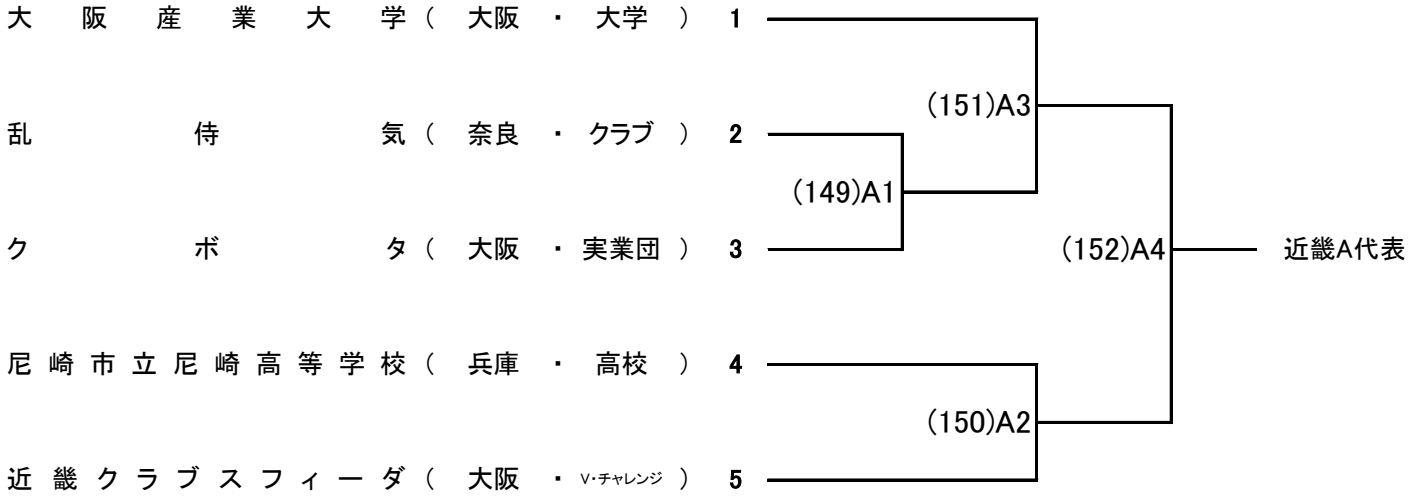 大阪産業大学（ 大阪 ・ 大学 ） 1
(151)A3
乱侍気（ 奈良 ・ クラブ ） 2
(149)A1
クボタ（ 大阪 ・ 実業団 ） 3
(152)A4
近畿A代表
尼崎市立尼崎高等学校（ 兵庫 ・ 高校 ） 4
(150)A2
近畿クラブスフィーダ（ 大阪 ・ V・チャレンジ ） 5